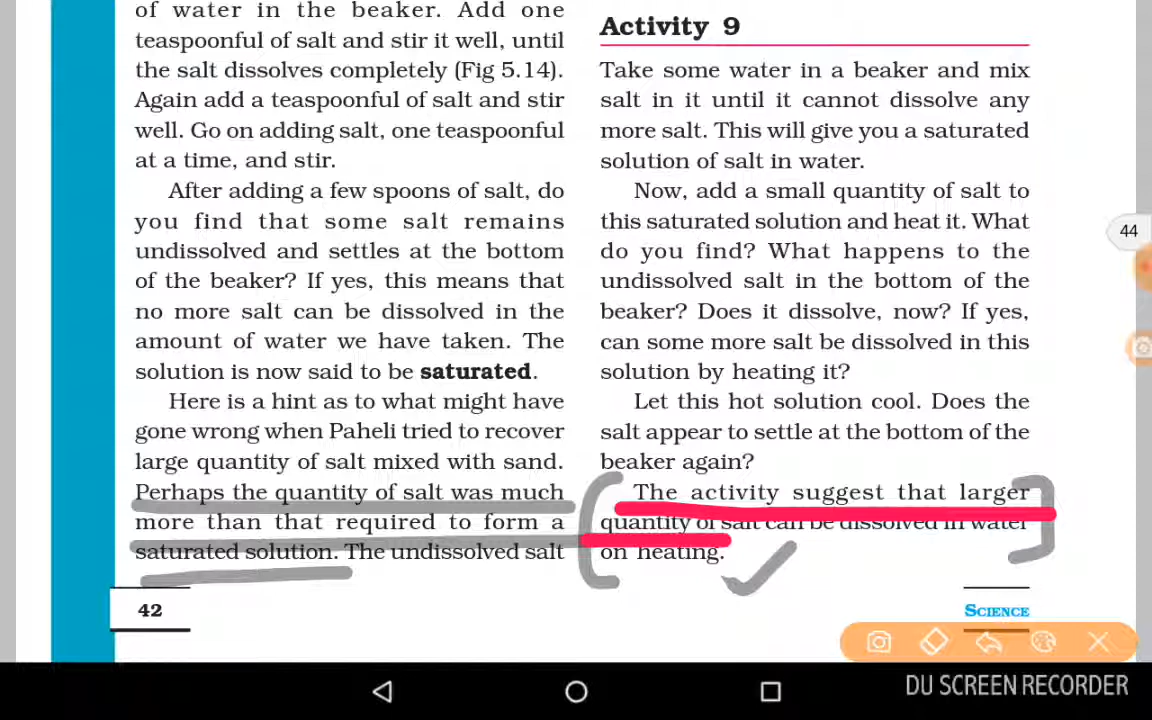 of water in the beaker. Add one
teaspoonful of salt and stir it well, until
the salt dissolves completely (Fig 5.14).
Again add a teaspoonful of salt and stir
well. Go on adding salt, one teaspoonful
at a time, and stir.
After adding a few spoons of salt, do
you find that some salt remains
undissolved and settles at the bottom
of the beaker? If yes, this means that
no more salt can be dissolved in the
amount of water we have taken. The
solution is now said to be saturated.
Here is a hint as to what might have
gone wrong when Paheli tried to recover
large quantity of salt mixed with sand.
Perhaps the quantity of salt was much
more than that required to form a
saturated solution. The undissolved salt
42
Activity 9
Take some water in a beaker and mix
salt in it until it cannot dissolve any
more salt. This will give you a saturated
solution of salt in water.
Now, add a small quantity of salt to
this saturated solution and heat it. What
do you find? What happens to the
undissolved salt in the bottom of the
beaker? Does it dissolve, now? If yes,
can some more salt be dissolved in this
solution by heating it?
Let this hot solution cool. Does the
salt appear to settle at the bottom of the
beaker again?
The activity suggest that larger
quantity of salt can be dissolved in water
on heating.
SCIENCE
44
DU SCREEN RECORDER